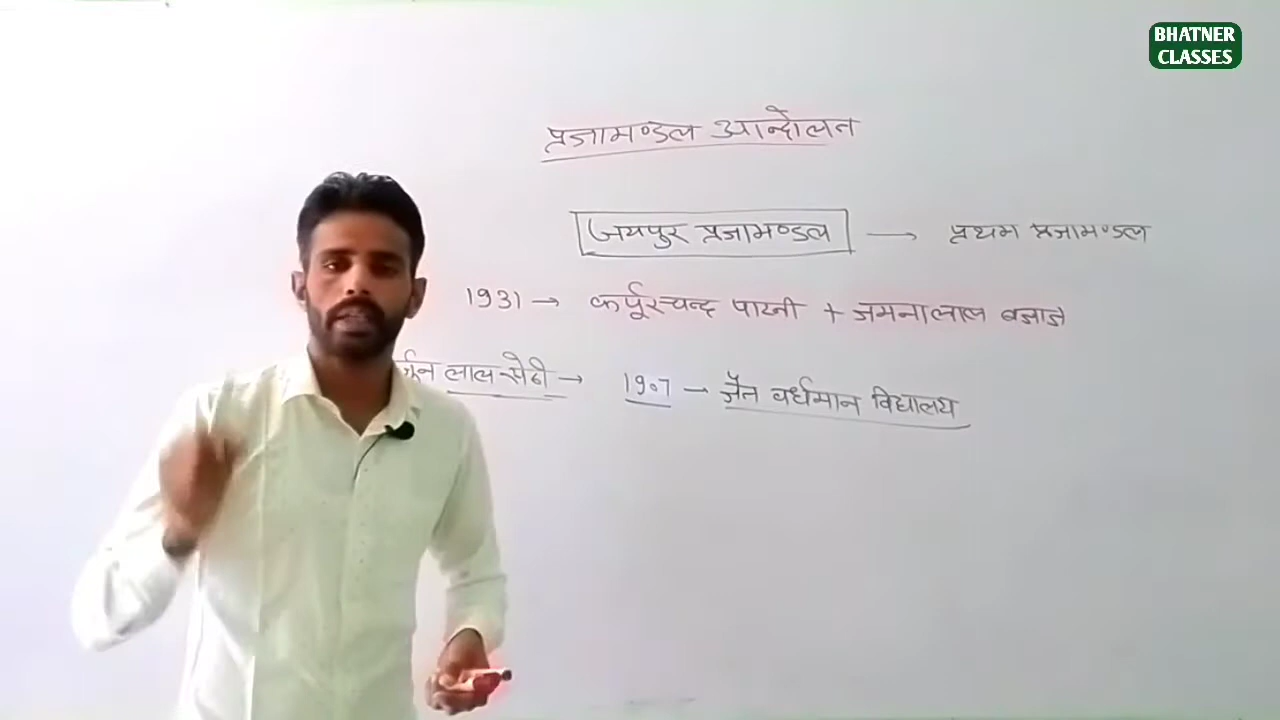 BHATNER
CLASSES
प्रजामण्डल आन्दोलन
जयपुर प्रजामण्डल → प्रथम प्रजामण्डल
1931 → कर्पूरचन्द पाटनी + जमनालाल बजाज
लाल सेठी → 1907 – जैन वर्धमान विद्यालय